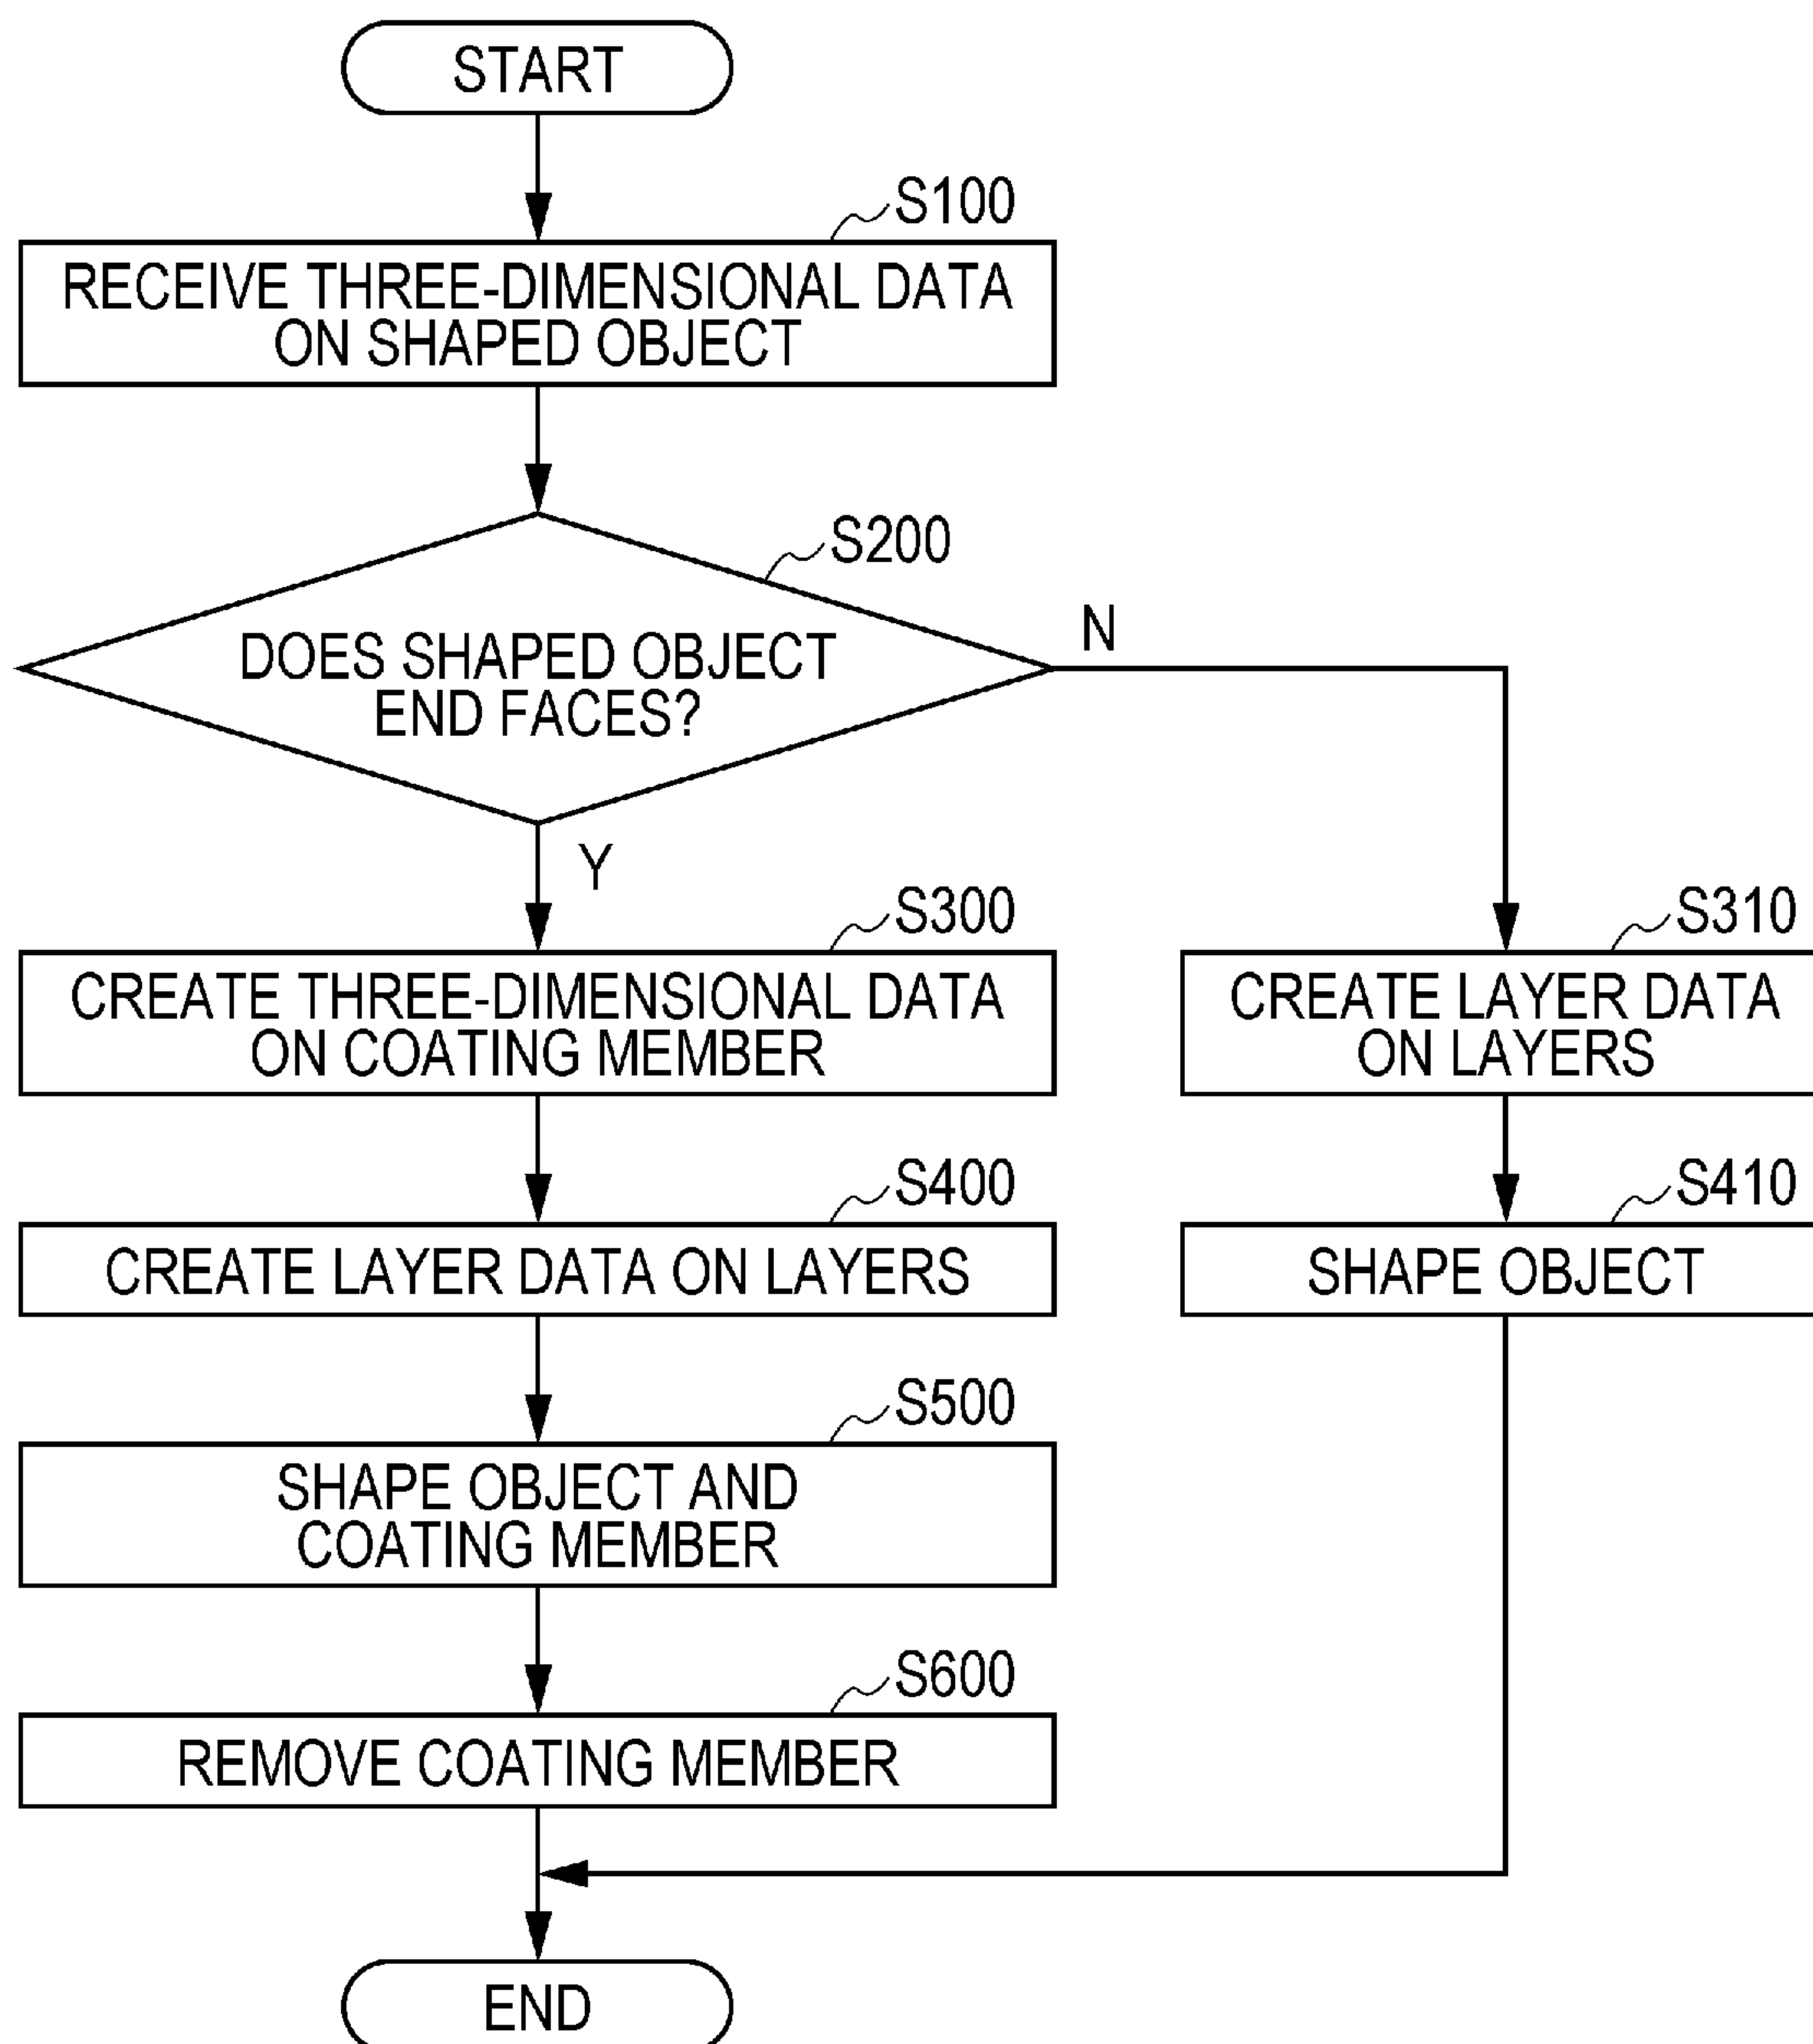 START
S100
RECEIVE THREE-DIMENSIONAL DATA
ON SHAPED OBJECT
S200
DOES SHAPED OBJECT
END FACES?
N
Y
S300
CREATE THREE-DIMENSIONAL DATA
ON COATING MEMBER
S310
CREATE LAYER DATA
ON LAYERS
S400
CREATE LAYER DATA ON LAYERS
S410
SHAPE OBJECT
S500
SHAPE OBJECT AND
COATING MEMBER
S600
REMOVE COATING MEMBER
END